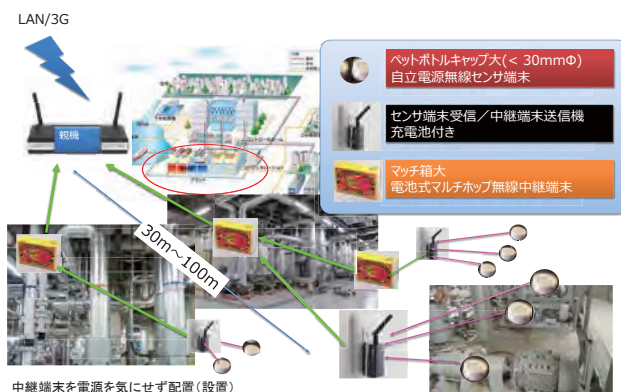 LAN/3G
ペットボトルキャップ大(< 30mmΦ)
自立電源無線センサ端末
親機
センサ端末受信／中継端末送信機
充電池付き
マッチ箱大
電池式マルチホップ無線中継端末
プラント
30m～100m
中継端末を電源を気にせず配置(設置)